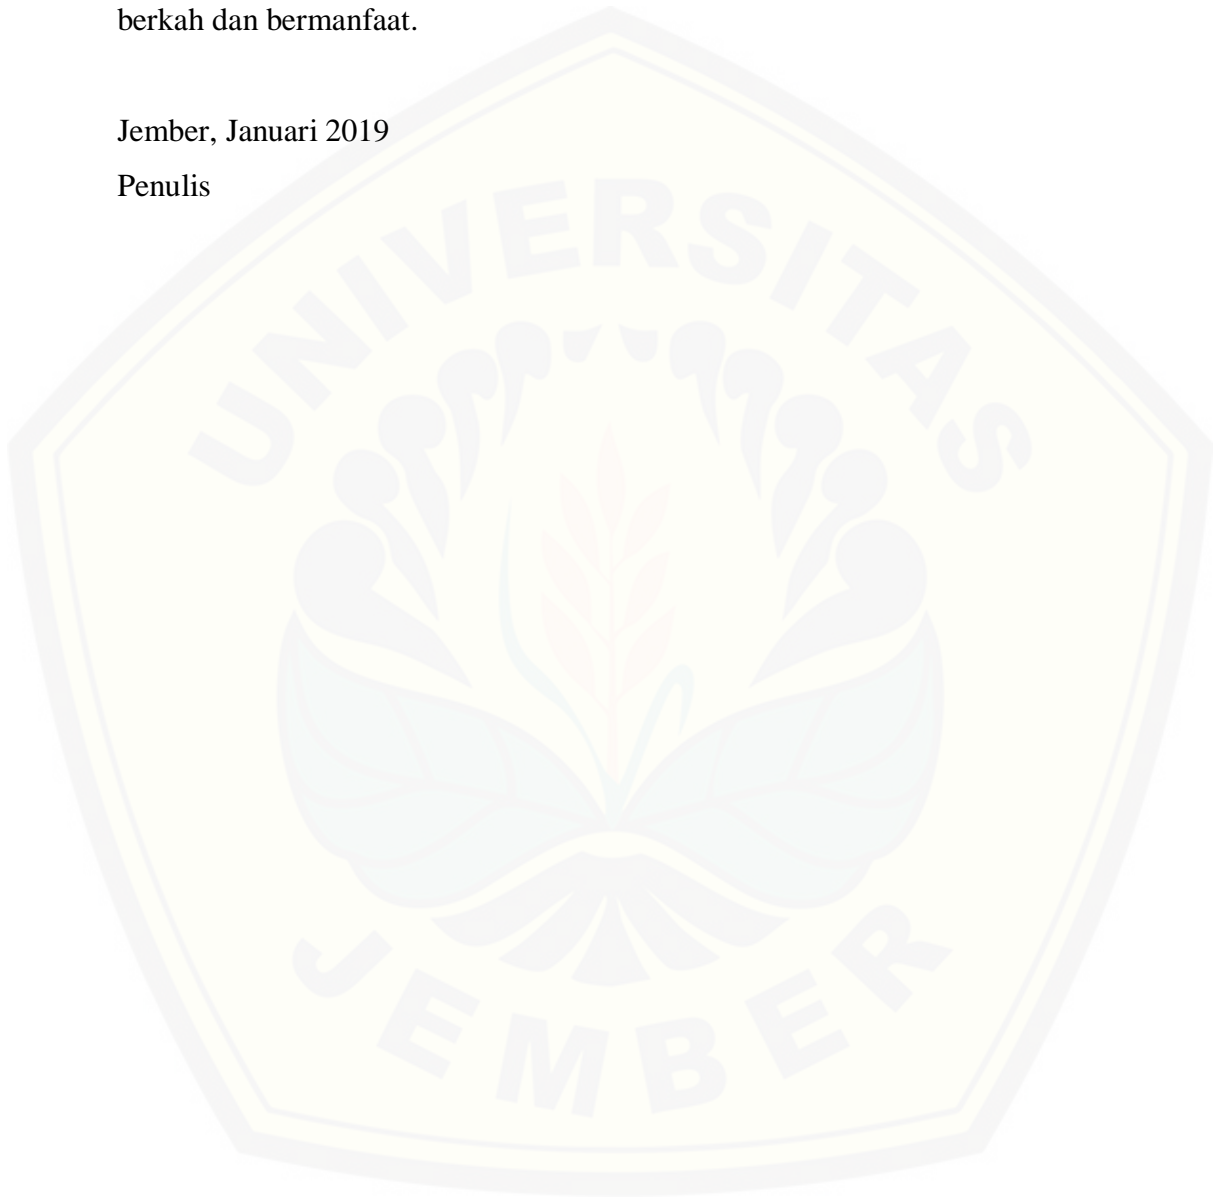 berkah dan bermanfaat.
Jember, Januari 2019
Penulis
UNIVERSITAS
JEMBER